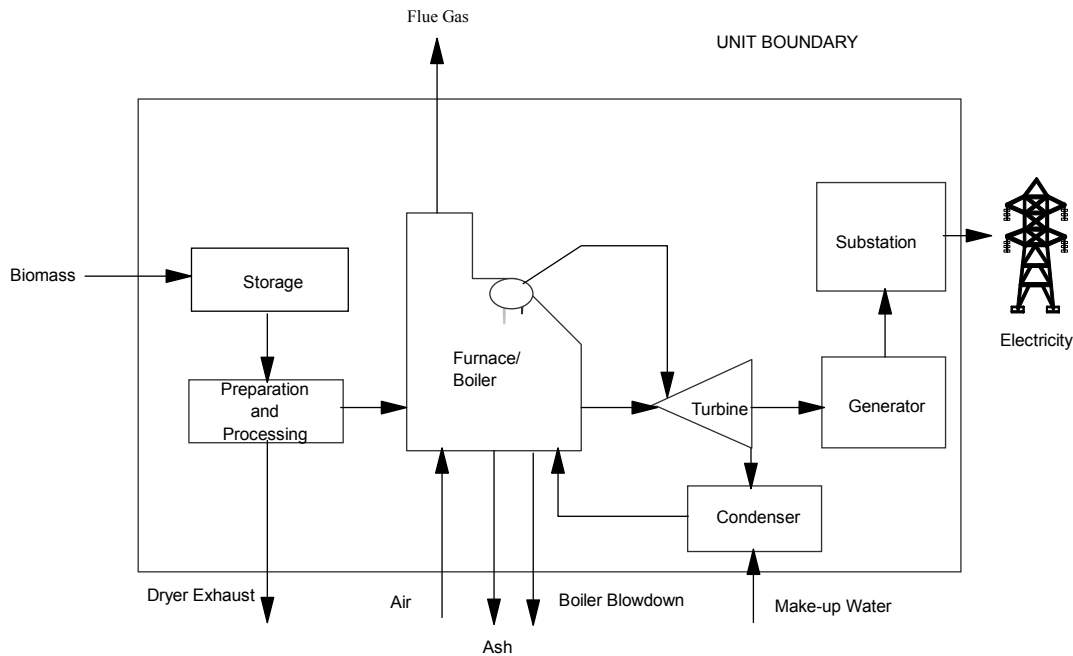 Flue Gas
UNIT BOUNDARY
Biomass
Storage
Substation
Electricity
Furnace/
Boiler
Preparation
and
Processing
Turbine
Generator
Condenser
Dryer Exhaust
Air
Ash
Boiler Blowdown
Make-up Water